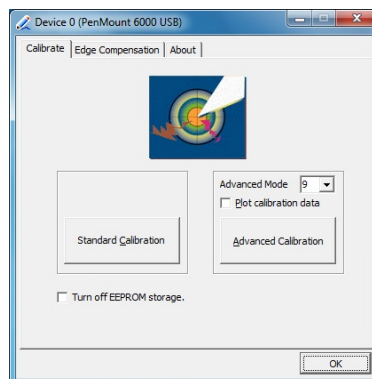 Device 0 (PenMount 6000 USB)
Calibrate Edge Compensation About
Advanced Mode 9
Plot calibration data
Standard Calibration
Advanced Calibration
Turn off EEPROM storage.
OK